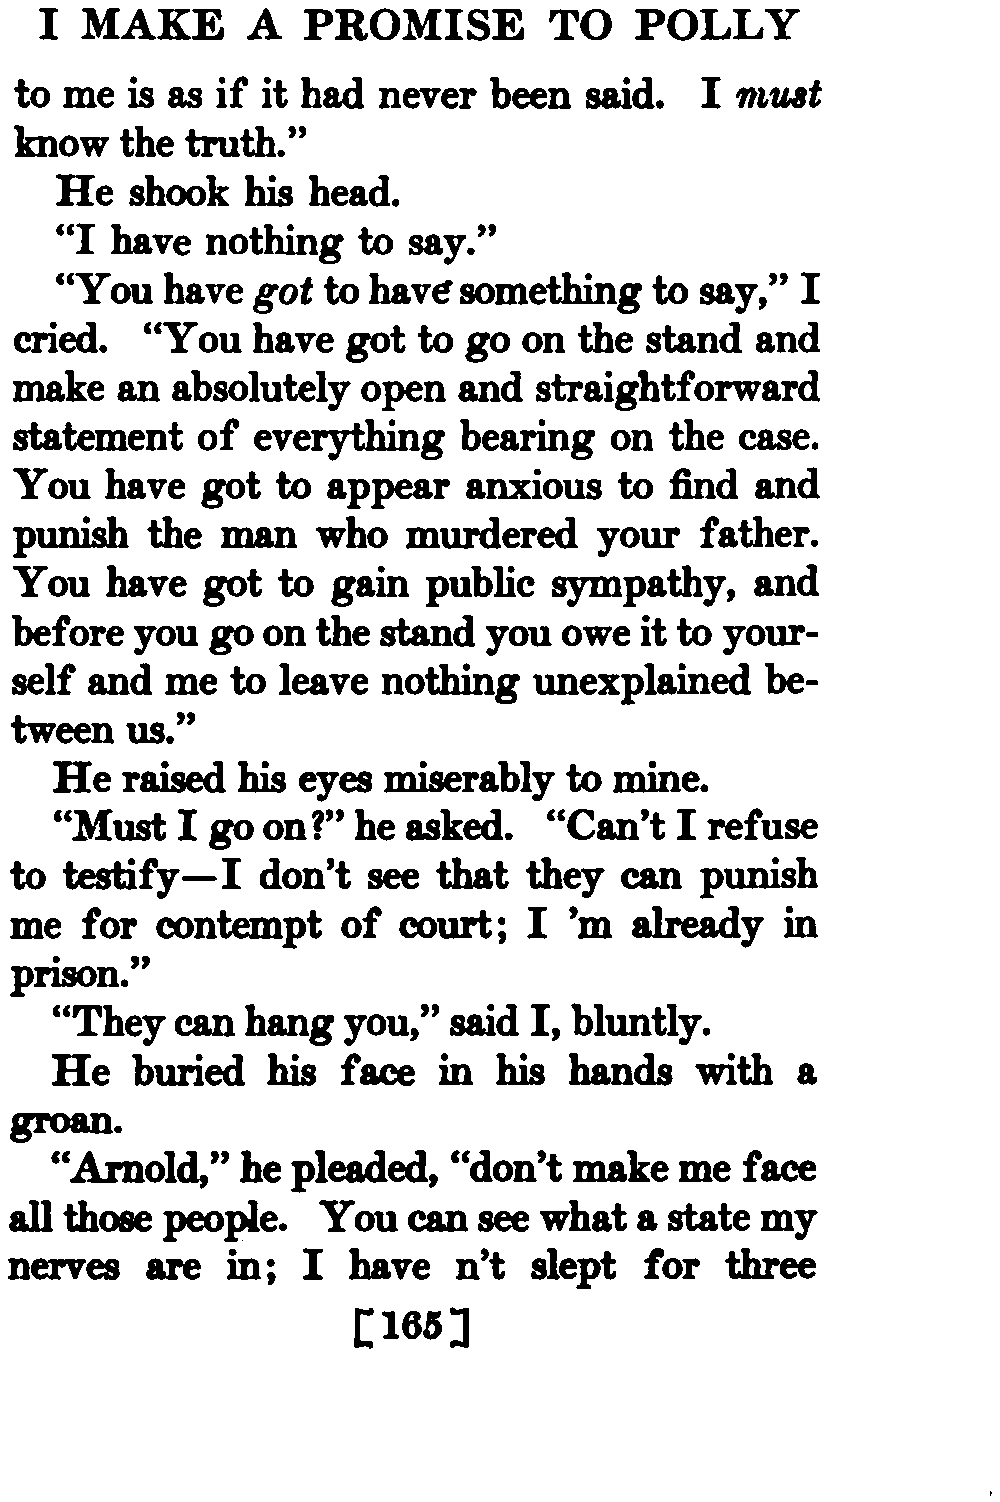 I MAKE A PROMISE TO POLLY
to me is as if it had never been said. I must
know the truth.”
He shook his head.
“I have nothing to say.”
“You have got to have something to say,” I
cried. “You have got to go on the stand and
make an absolutely open and straightforward
statement of everything bearing on the case.
You have got to appear anxious to find and
punish the man who murdered your father.
You have got to gain public sympathy, and
before you go on the stand you owe it to your-
self and me to leave nothing unexplained be-
tween us.”
He raised his eyes miserably to mine.
“Must I go on?” he asked. “Can’t I refuse
to testify—I don’t see that they can punish
me for contempt of court; I ’m already in
prison.”
“They can hang you,” said I, bluntly.
He buried his face in his hands with a
groan.
“Arnold,” he pleaded, “don’t make me face
all those people. You can see what a state my
nerves are in; I have n’t slept for three
[165]